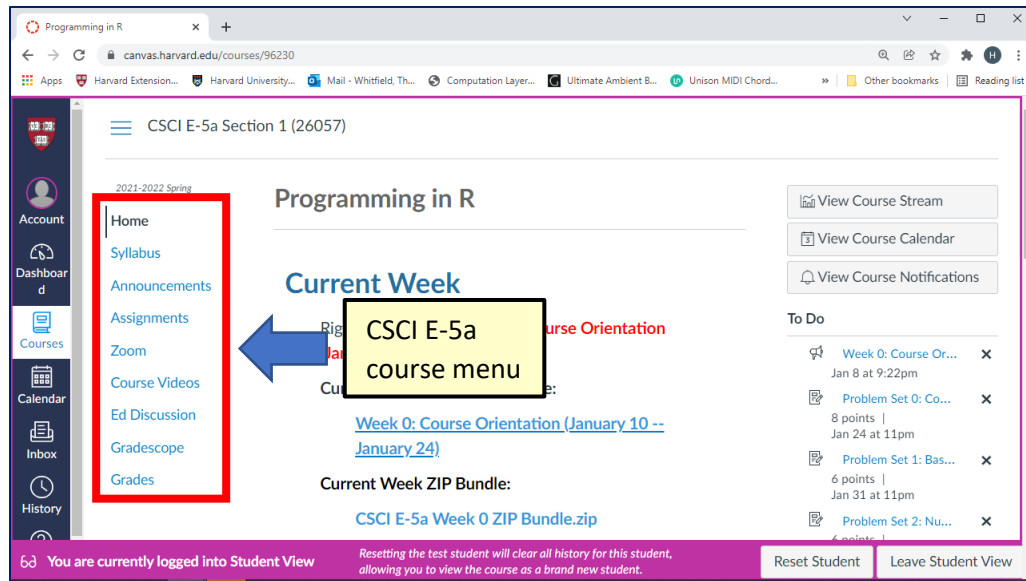 Programming in R
canvas.harvard.edu/courses/96230
Apps Harvard Extension... Harvard University... Mail - Whitfield, Th... Computation Layer... Ultimate Ambient B... Unison MIDI Chord... » Other bookmarks Reading list
H
CSCI E-5a Section 1 (26057)
Account
Dashboar
d
Courses
Calendar
Inbox
History
2021-2022 Spring
Home
Syllabus
Announcements
Assignments
Zoom
Course Videos
Ed Discussion
Gradescope
Grades
Programming in R
Current Week
Rig urse Orientation
CSCI E-5a
course menu
Cu e:
Week 0: Course Orientation (January 10 --
January 24)
Current Week ZIP Bundle:
CSCI E-5a Week 0 ZIP Bundle.zip
View Course Stream
View Course Calendar
View Course Notifications
To Do
Week 0: Course Or...
Jan 8 at 9:22pm
Problem Set 0: Co...
8 points |
Jan 24 at 11pm
Problem Set 1: Bas...
6 points |
Jan 31 at 11pm
Problem Set 2: Nu...
6 points |
You are currently logged into Student View
Resetting the test student will clear all history for this student,
allowing you to view the course as a brand new student.
Reset Student
Leave Student View